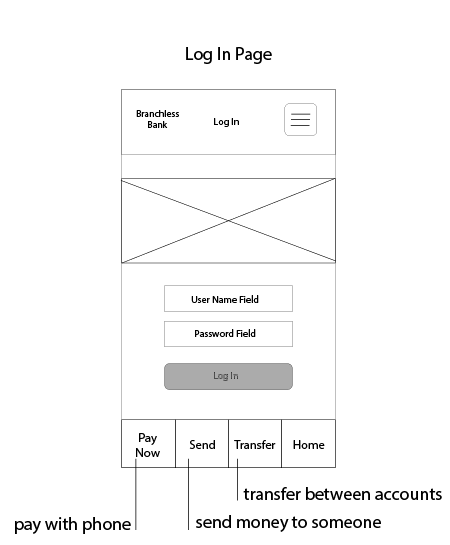 Log In Page
Branchless
Bank
Log In
User Name Field
Password Field
Log In
Pay
Now
Send
Transfer
Home
transfer between accounts
pay with phone
send money to someone